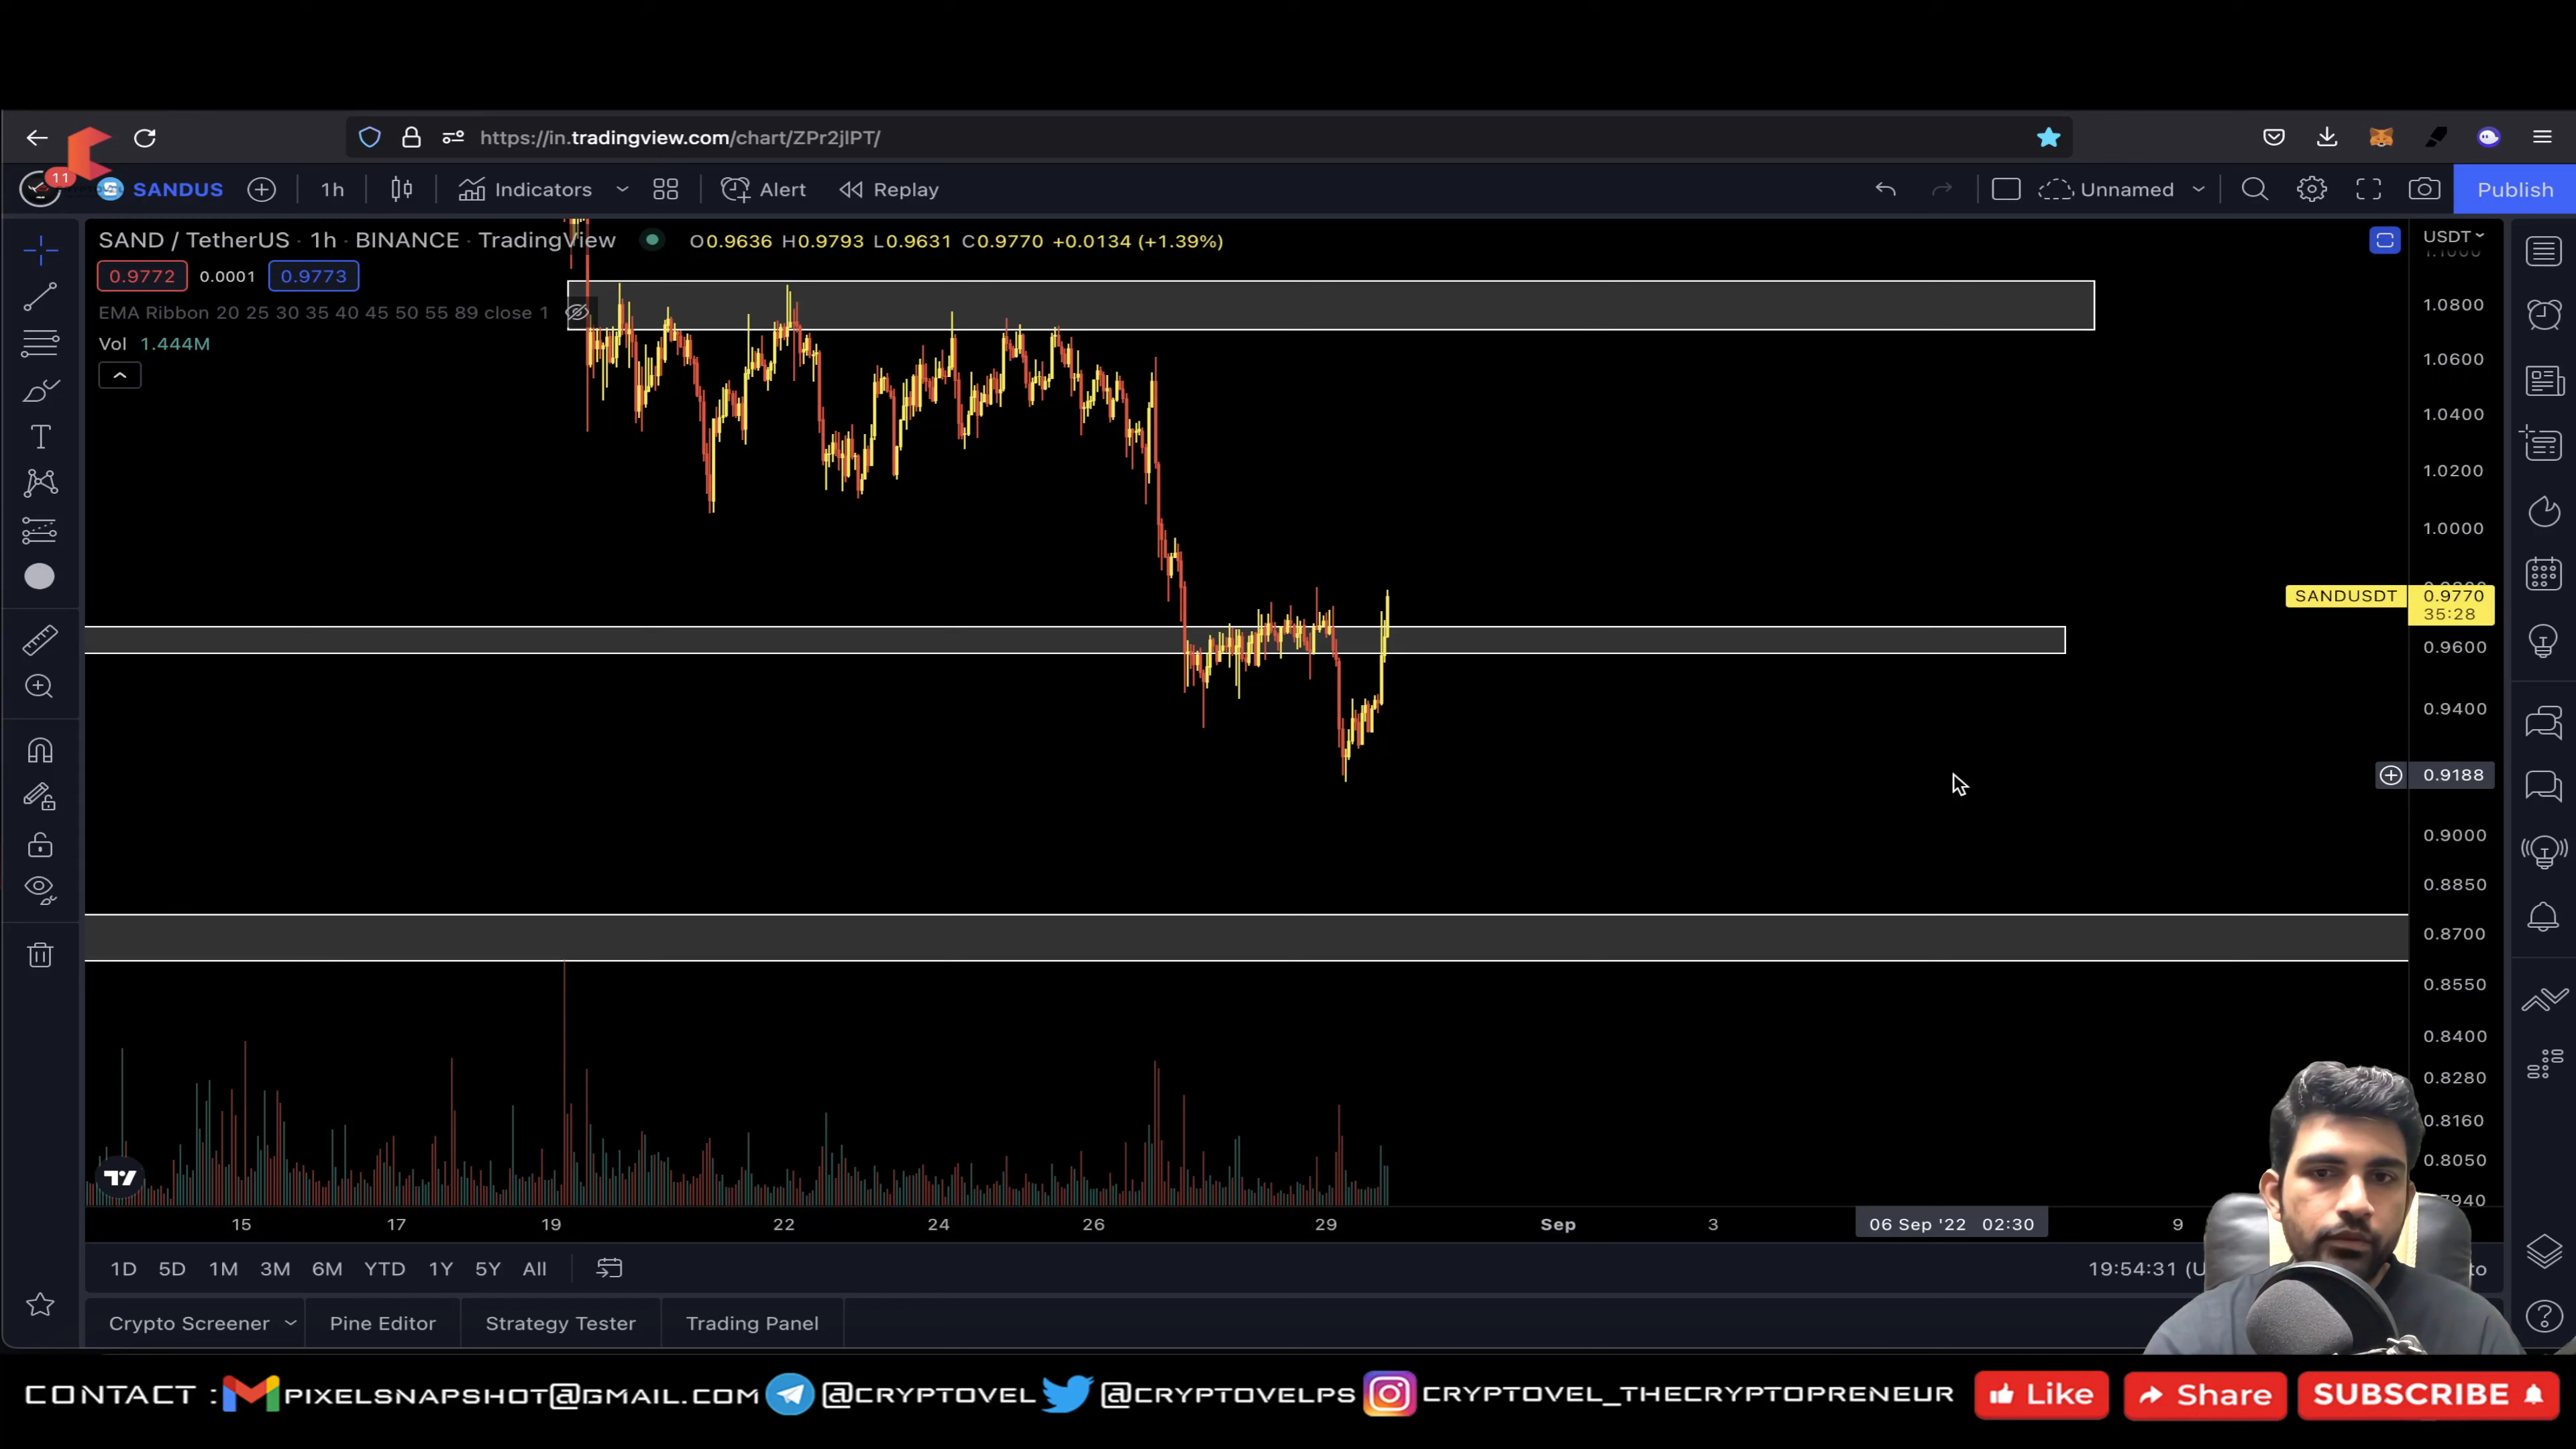 https://in.tradingview.com/chart/ZPr2jlPT/
11 SANDUS 1h Indicators Alert Replay Unnamed Publish
SAND / TetherUS · 1h · BINANCE · TradingView O0.9636 H0.9793 L0.9631 C0.9770 +0.0134 (+1.39%) USDT
0.9772 0.0001 0.9773
EMA Ribbon 20 25 30 35 40 45 50 55 89 close 1
Vol 1.444M
1.0800
1.0600
1.0400
1.0200
1.0000
SANDUSDT 0.9770
35:28
0.9600
0.9400
0.9188
0.9000
0.8850
0.8700
0.8550
0.8400
0.8280
0.8160
0.8050
7940
15 17 19 22 24 26 29 Sep 3 06 Sep '22 02:30 9
1D 5D 1M 3M 6M YTD 1Y 5Y All 19:54:31 (U
Crypto Screener Pine Editor Strategy Tester Trading Panel
CONTACT : PIXELSNAPSHOT@GMAIL.COM @CRYPTOVEL @CRYPTOVELPS CRYPTOVEL_THECRYPTOPRENEUR Like Share SUBSCRIBE